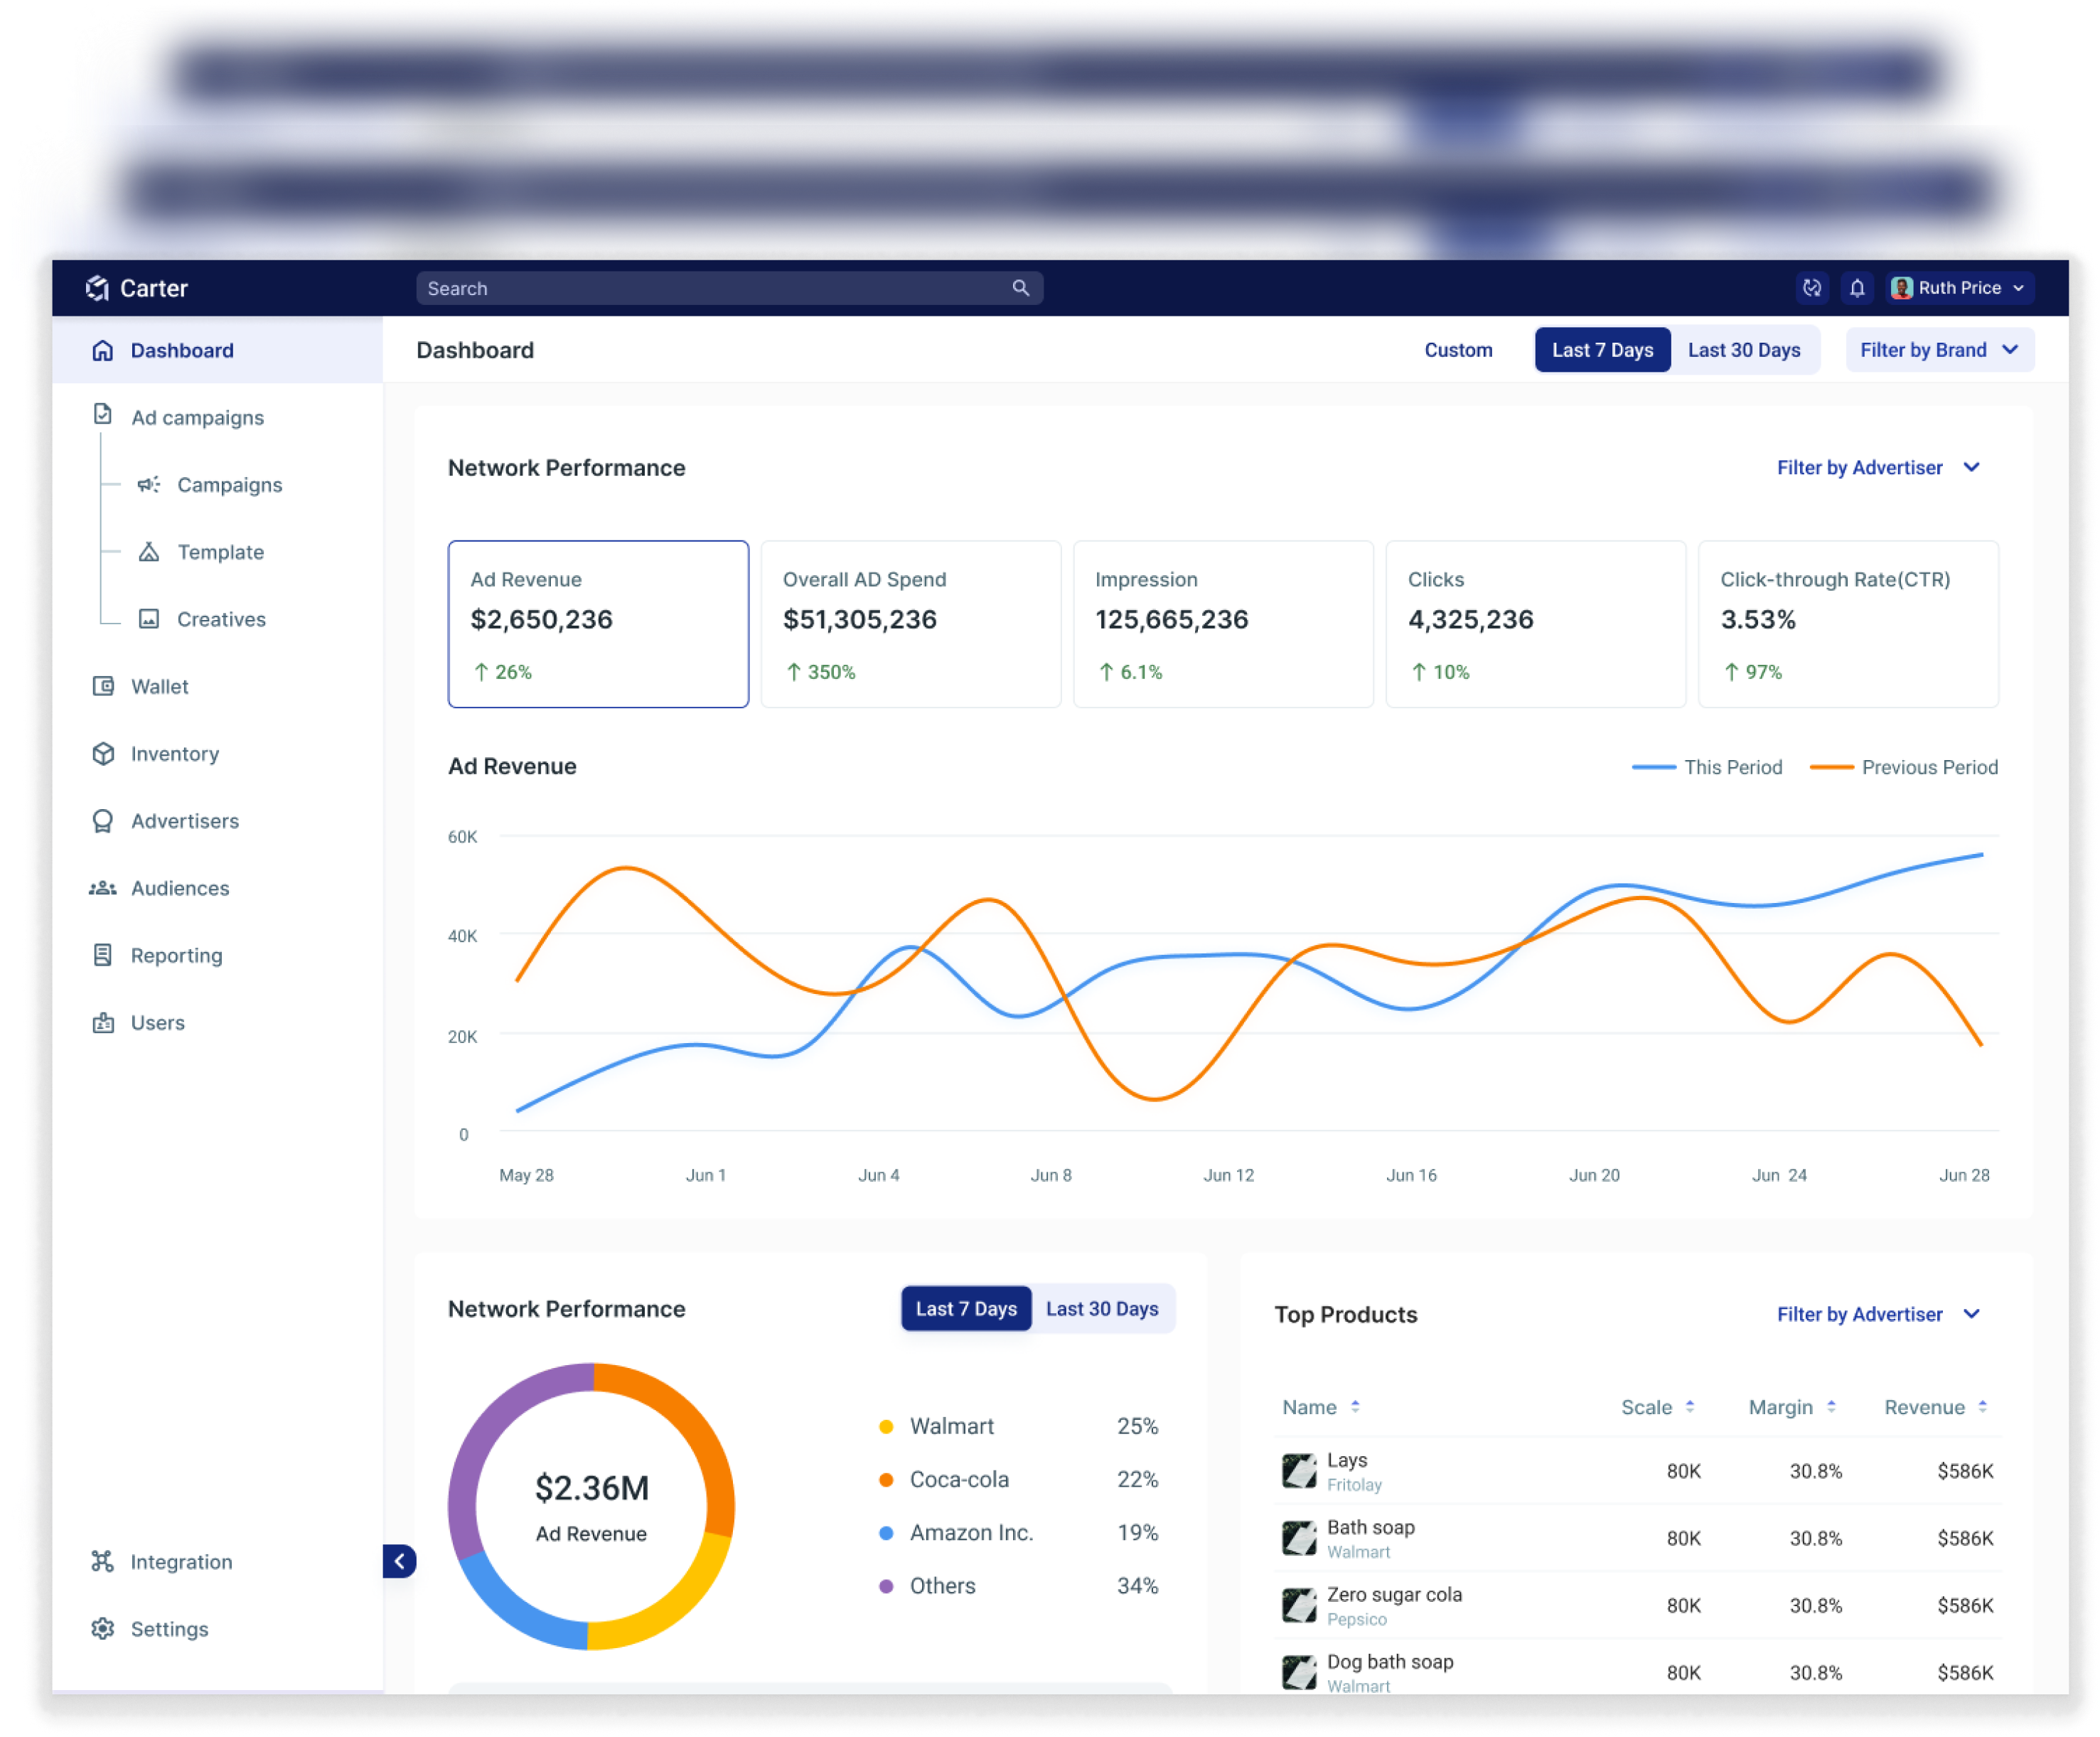 Carter
Search
Ruth Price
Dashboard
Ad campaigns
Campaigns
Template
Creatives
Wallet
Inventory
Advertisers
Audiences
Reporting
Users
Integration
Settings
Dashboard
Custom
Last 7 Days
Last 30 Days
Filter by Brand
Network Performance
Filter by Advertiser
Ad Revenue
$2,650,236
↑ 26%
Overall AD Spend
$51,305,236
↑ 350%
Impression
125,665,236
↑ 6.1%
Clicks
4,325,236
↑ 10%
Click-through Rate(CTR)
3.53%
↑ 97%
Ad Revenue
This Period
Previous Period
60K
40K
20K
0
May 28
Jun 1
Jun 4
Jun 8
Jun 12
Jun 16
Jun 20
Jun 24
Jun 28
Network Performance
Last 7 Days
Last 30 Days
$2.36M
Ad Revenue
Walmart 25%
Coca-cola 22%
Amazon Inc. 19%
Others 34%
Top Products
Filter by Advertiser
Name Scale Margin Revenue
Lays
Fritolay
80K 30.8% $586K
Bath soap
Walmart
80K 30.8% $586K
Zero sugar cola
Pepsico
80K 30.8% $586K
Dog bath soap
Walmart
80K 30.8% $586K